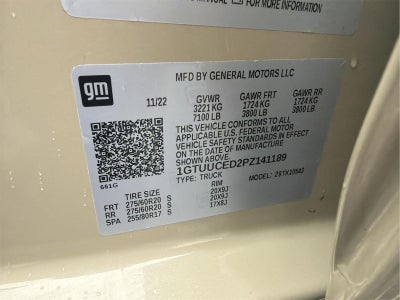 MANUAL
FOR MORE INFORMATION
gm
MFD BY GENERAL MOTORS LLC
11/22 GVWR GAWR FRT GAWR RR
3221 KG 1724 KG 1724 KG
7100 LB 3800 LB 3800 LB
THIS VEHICLE CONFORMS TO ALL
APPLICABLE U.S. FEDERAL MOTOR
VEHICLE SAFETY STANDARDS IN EFFECT
ON THE DATE OF MANUFACTURE SHOWN ABOVE.
1GTUUCED2PZ141189
661G TYPE: TRUCK MODEL: 2STK10543
TIRE SIZE RIM
FRT 275/60R20 S 20X9J
RR 275/60R20 S 20X9J
SPA 255/80R17 S 17X8J